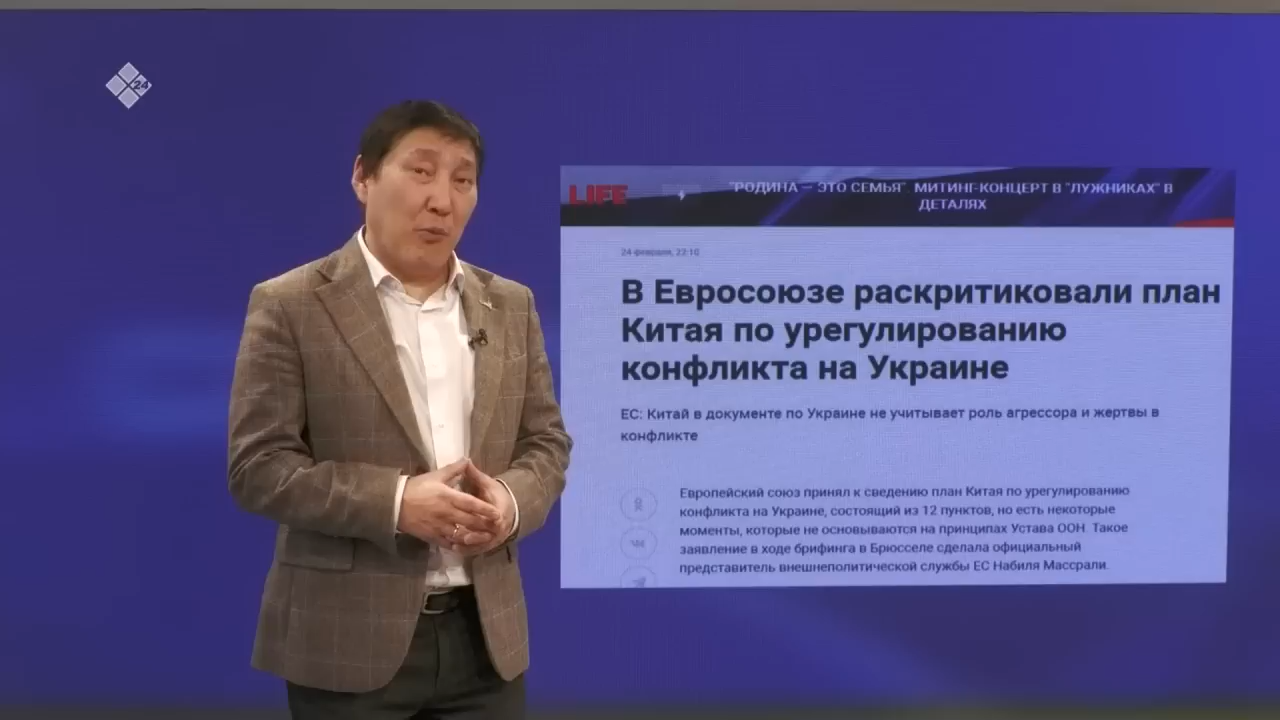 24
LIFE
"РОДИНА — ЭТО СЕМЬЯ". МИТИНГ-КОНЦЕРТ В "ЛУЖНИКАХ" В
ДЕТАЛЯХ
24 февраля, 22:10
В Евросоюзе раскритиковали план
Китая по урегулированию
конфликта на Украине
ЕС: Китай в документе по Украине не учитывает роль агрессора и жертвы в
конфликте
Европейский союз принял к сведению план Китая по урегулированию
конфликта на Украине, состоящий из 12 пунктов, но есть некоторые
моменты, которые не основываются на принципах Устава ООН. Такое
заявление в ходе брифинга в Брюсселе сделала официальный
представитель внешнеполитической службы ЕС Набиля Массрали.